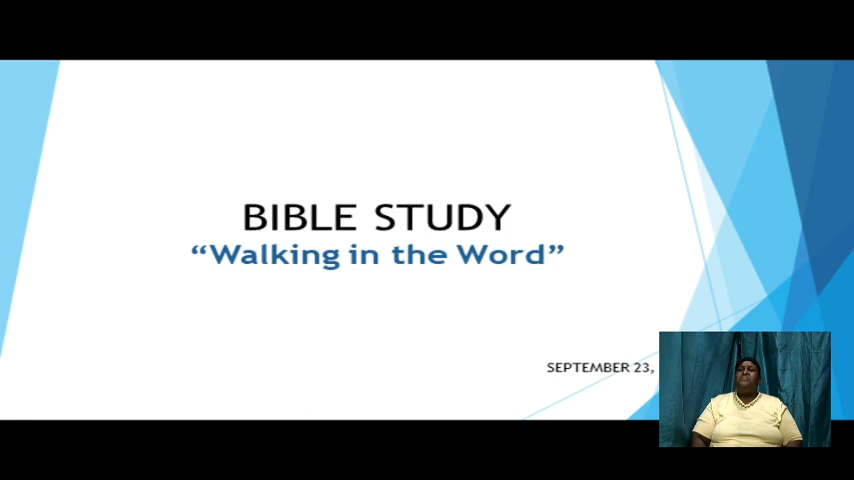 BIBLE STUDY
“Walking in the Word”
SEPTEMBER 23,